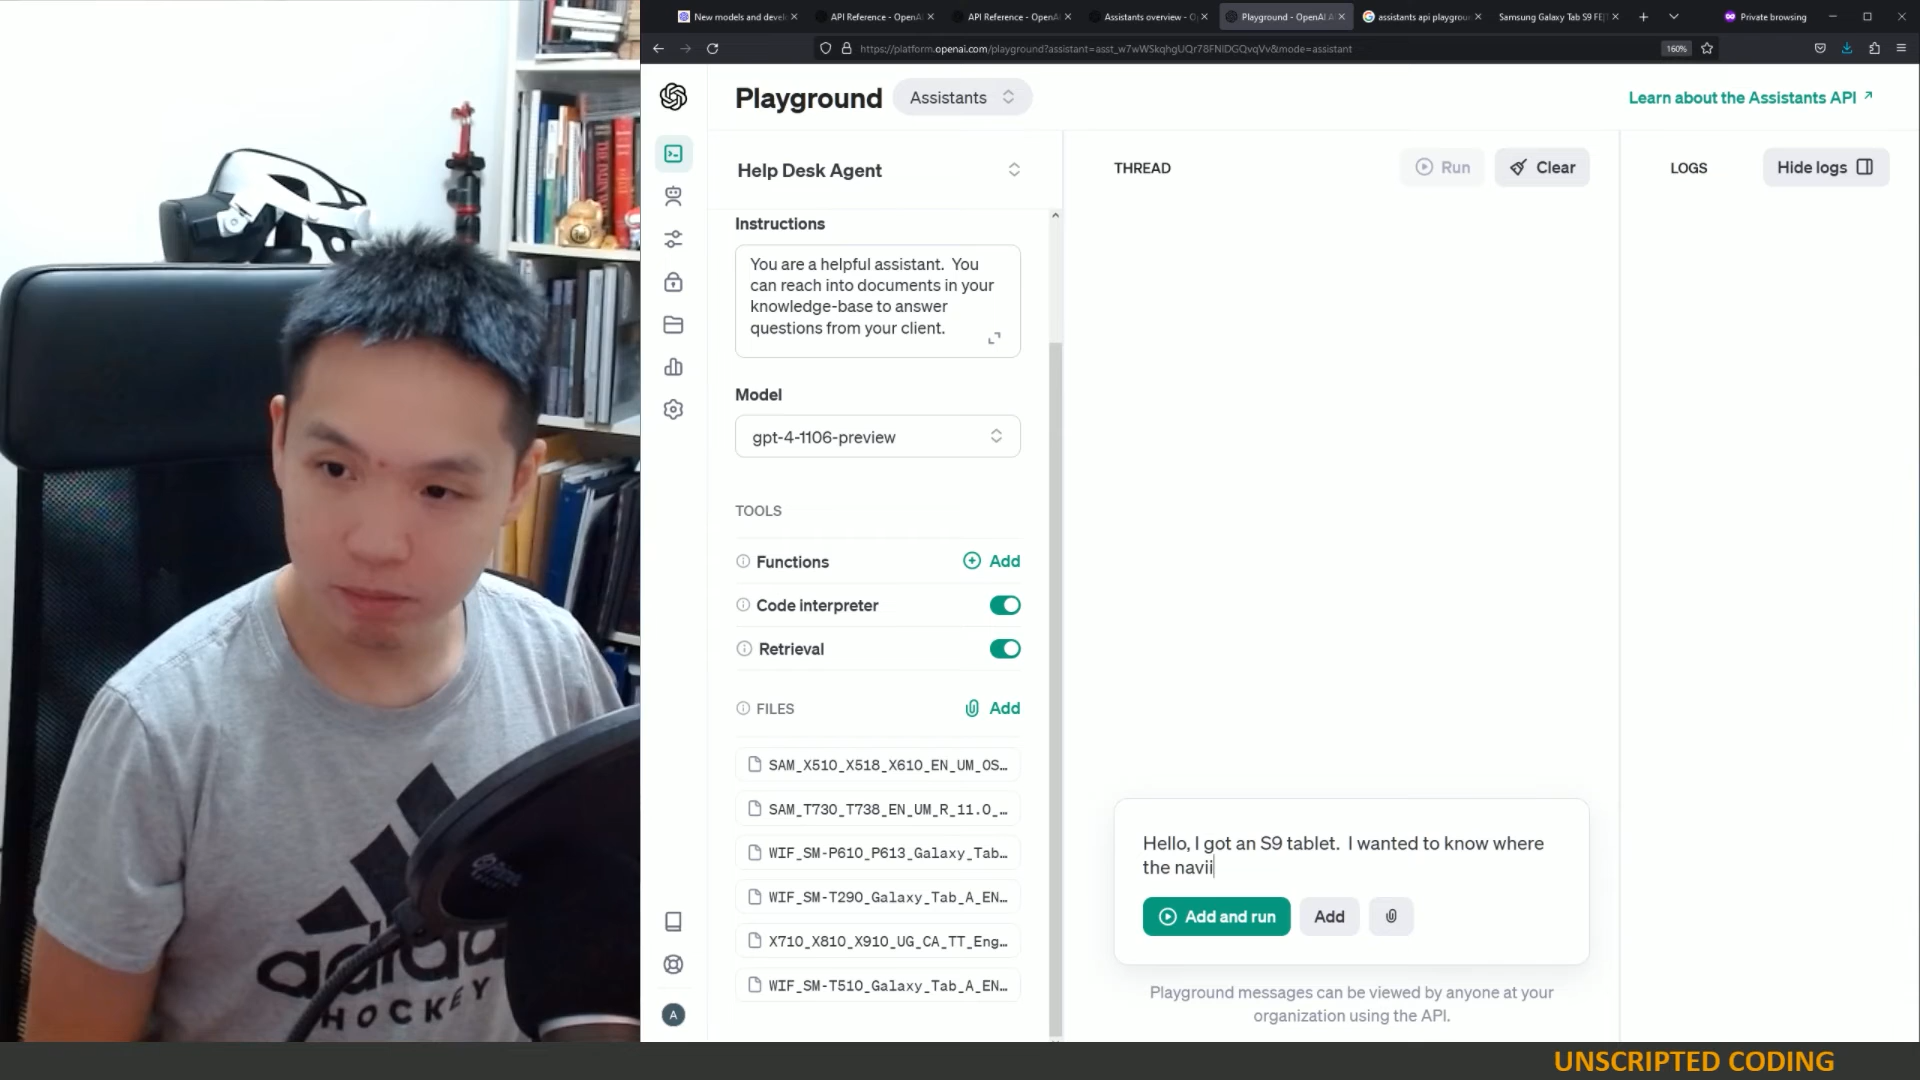 New models and devel
API Reference - OpenA
API Reference - OpenA
Assistants overview - O
Playground - OpenAI A
assistants api playgroun
Samsung Galaxy Tab S9 FE
Private browsing
https://platform.openai.com/playground?assistant=asst_w7wWSkqhgUQr78FNIDGQvqVv&mode=assistant
160%
Playground
Assistants
Learn about the Assistants API
Help Desk Agent
THREAD
Run
Clear
LOGS
Hide logs
Instructions
You are a helpful assistant. You
can reach into documents in your
knowledge-base to answer
questions from your client.
Model
gpt-4-1106-preview
TOOLS
Functions
Add
Code interpreter
Retrieval
FILES
Add
SAM_X510_X518_X610_EN_UM_OS…
SAM_T730_T738_EN_UM_R_11.0_…
WIF_SM-P610_P613_Galaxy_Tab…
WIF_SM-T290_Galaxy_Tab_A_EN…
X710_X810_X910_UG_CA_TT_Eng…
WIF_SM-T510_Galaxy_Tab_A_EN…
Hello, I got an S9 tablet. I wanted to know where
the navii
Add and run
Add
Playground messages can be viewed by anyone at your
organization using the API.
A
adidas
HOCKEY
UNSCRIPTED CODING